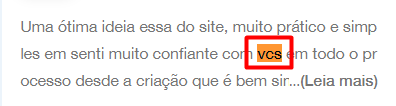 Uma ótima ideia essa do site, muito prático e simp
les em senti muito confiante com vcs em todo o pr
ocesso desde a criação que é bem sir...(Leia mais)